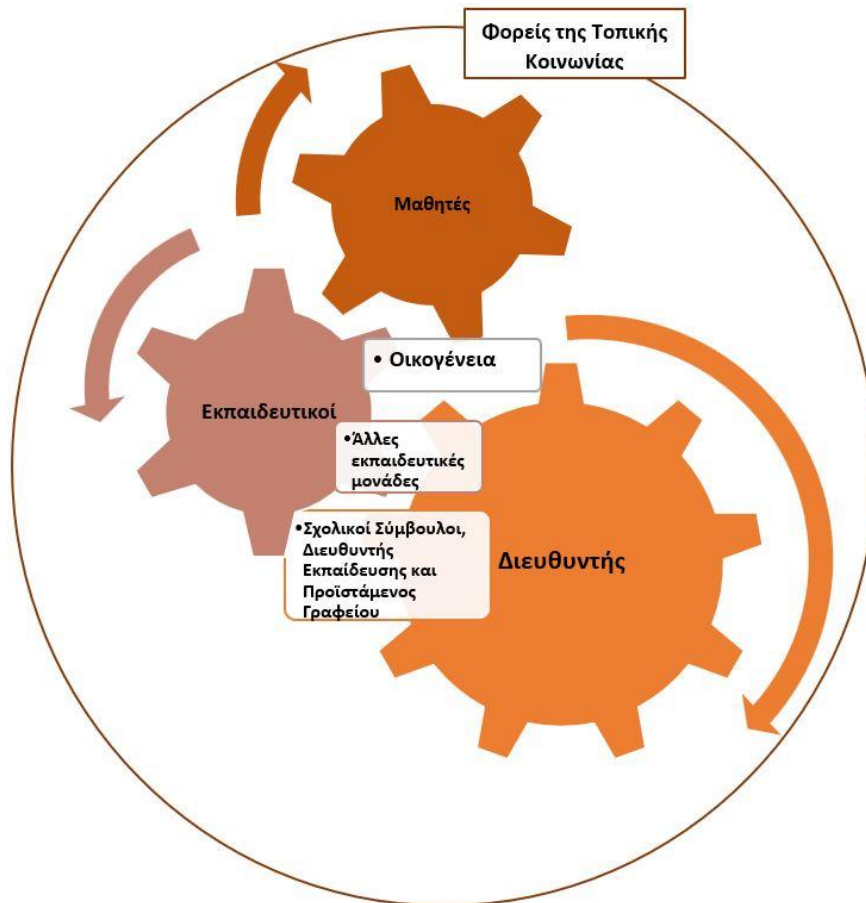 Φορείς της Τοπικής
Κοινωνίας
Μαθητές
• Οικογένεια
Εκπαιδευτικοί
•Άλλες
εκπαιδευτικές
μονάδες
•Σχολικοί Σύμβουλοι,
Διευθυντής
Εκπαίδευσης και
Προϊστάμενος
Γραφείου
Διευθυντής